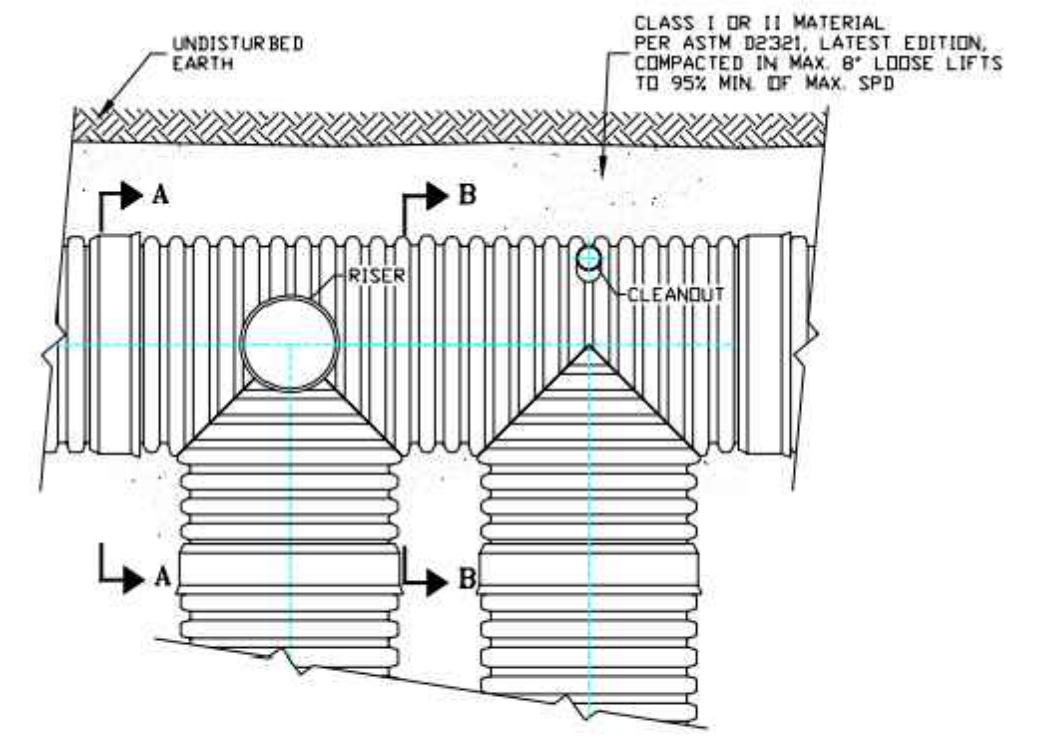 CLASS I OR II MATERIAL
PER ASTM D2321, LATEST EDITION,
COMPACTED IN MAX. 8" LOOSE LIFTS
TO 95% MIN. OF MAX. SPD
UNDISTURBED
EARTH
A
B
RISER
CLEANOUT
A
B